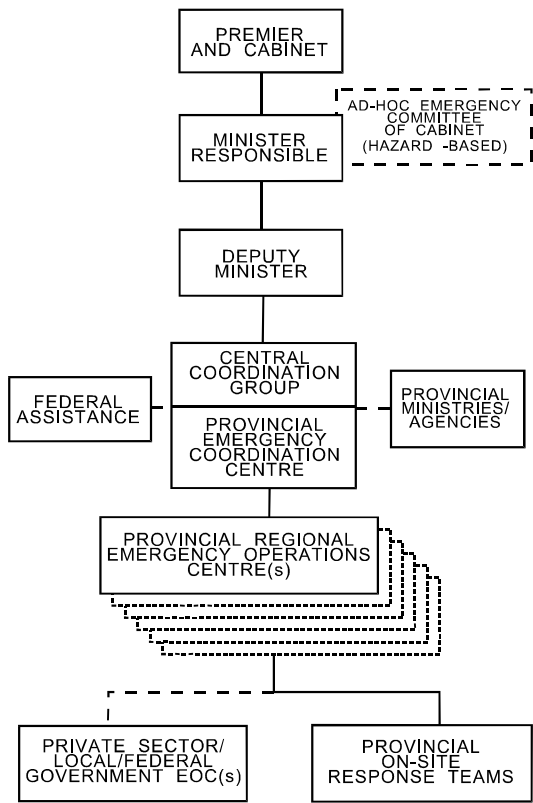 PREMIER
AND CABINET
AD-HOC EMERGENCY
COMMITTEE
OF CABINET
(HAZARD -BASED)
MINISTER
RESPONSIBLE
DEPUTY
MINISTER
CENTRAL
COORDINATION
GROUP
FEDERAL
ASSISTANCE
PROVINCIAL
EMERGENCY
COORDINATION
CENTRE
PROVINCIAL
MINISTRIES/
AGENCIES
PROVINCIAL REGIONAL
EMERGENCY OPERATIONS
CENTRE(s)
PRIVATE SECTOR/
LOCAL/FEDERAL
GOVERNMENT EOC(s)
PROVINCIAL
ON-SITE
RESPONSE TEAMS